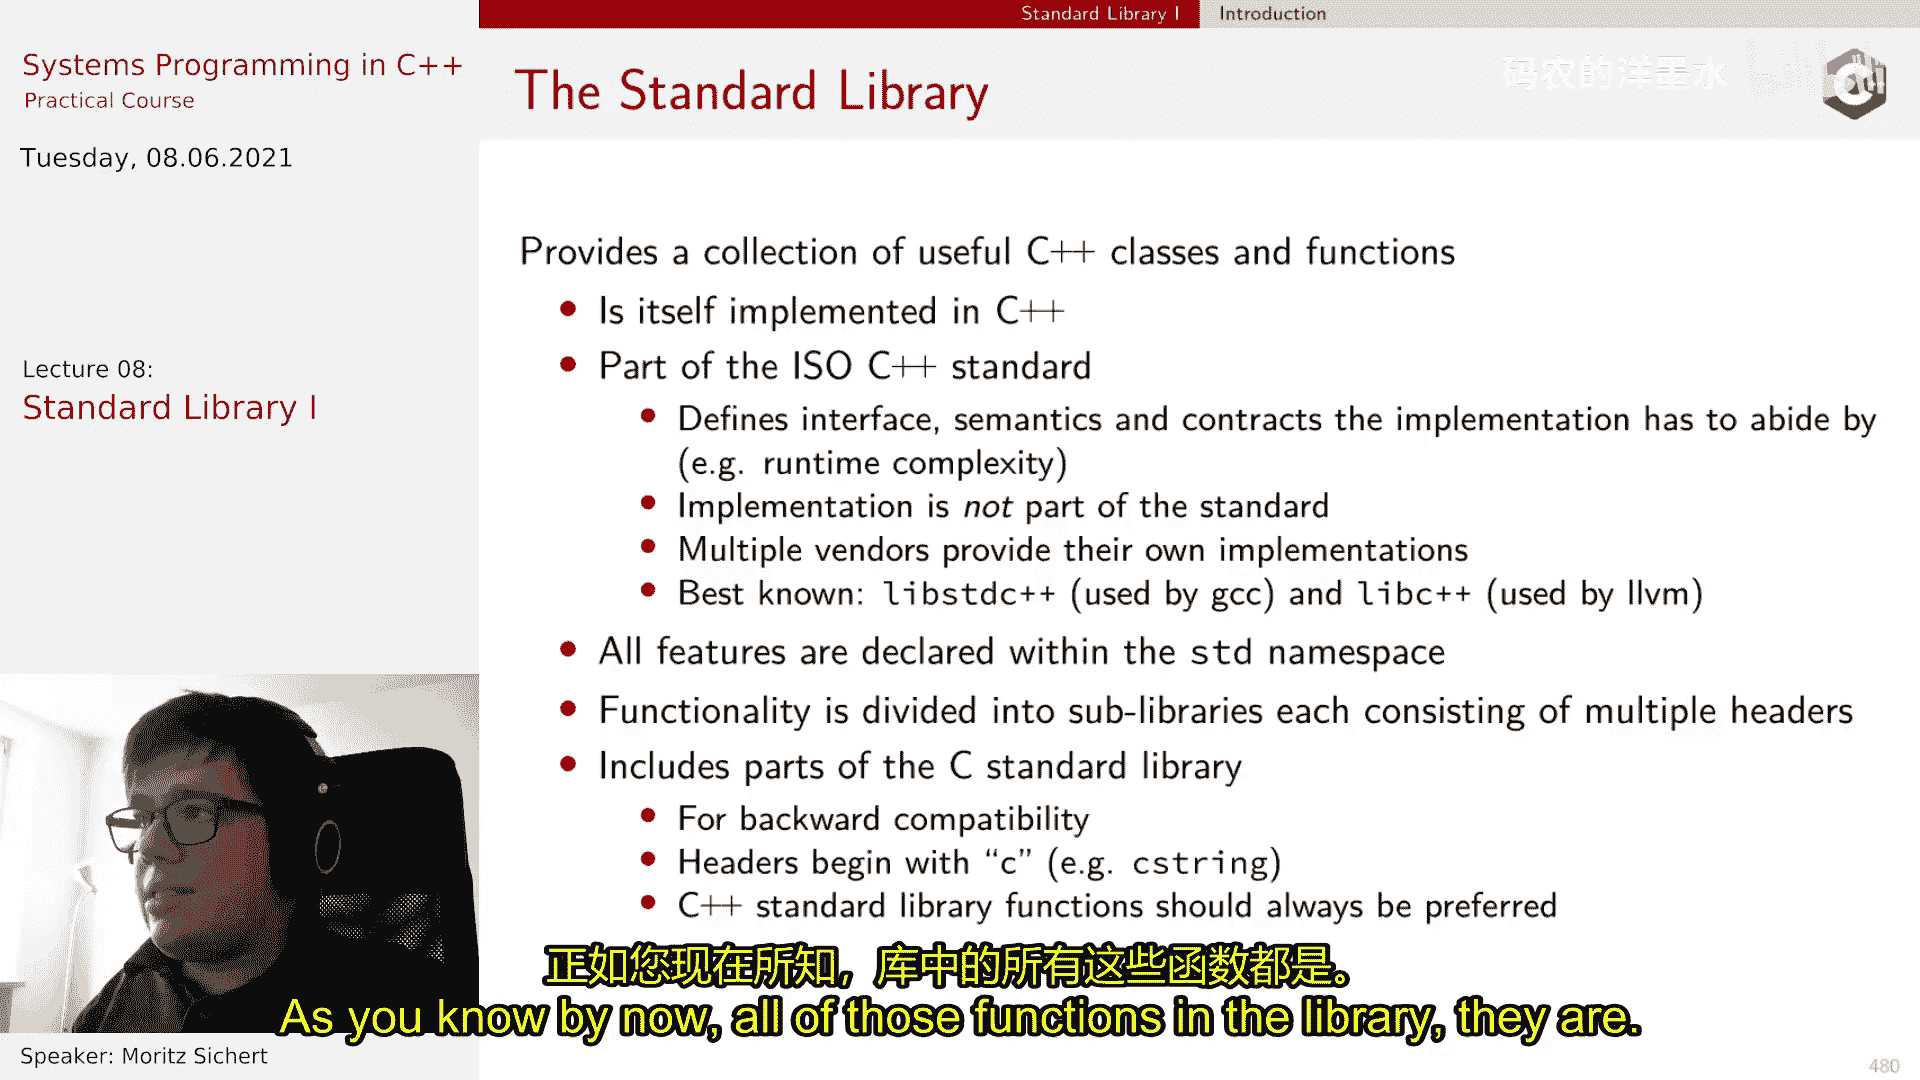 Standard Library I Introduction
Systems Programming in C++
Practical Course
Tuesday, 08.06.2021
Lecture 08:
Standard Library I
The Standard Library
码农的洋墨水
Provides a collection of useful C++ classes and functions
• Is itself implemented in C++
• Part of the ISO C++ standard
• Defines interface, semantics and contracts the implementation has to abide by
(e.g. runtime complexity)
• Implementation is not part of the standard
• Multiple vendors provide their own implementations
• Best known: libstdc++ (used by gcc) and libc++ (used by llvm)
• All features are declared within the std namespace
• Functionality is divided into sub-libraries each consisting of multiple headers
• Includes parts of the C standard library
• For backward compatibility
• Headers begin with “c” (e.g. cstring)
• C++ standard library functions should always be preferred
正如您现在所知，库中的所有这些函数都是。
As you know by now, all of those functions in the library, they are.
Speaker: Moritz Sichert
480